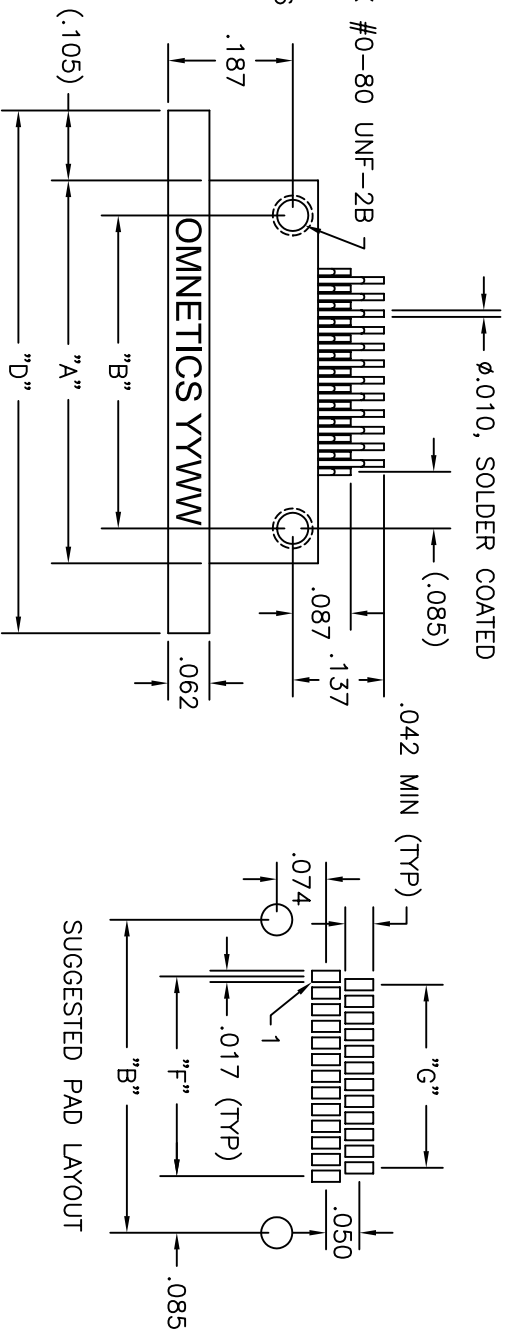 #0-80 UNF-2B
ø.010, SOLDER COATED
(.085)
.187
(.105)
7
OMNETICS YYWW
"B"
"A"
"D"
.087
.137
.062
.042 MIN (TYP)
.074
"G"
1
.017 (TYP)
"F"
"B"
.050
.085
SUGGESTED PAD LAYOUT